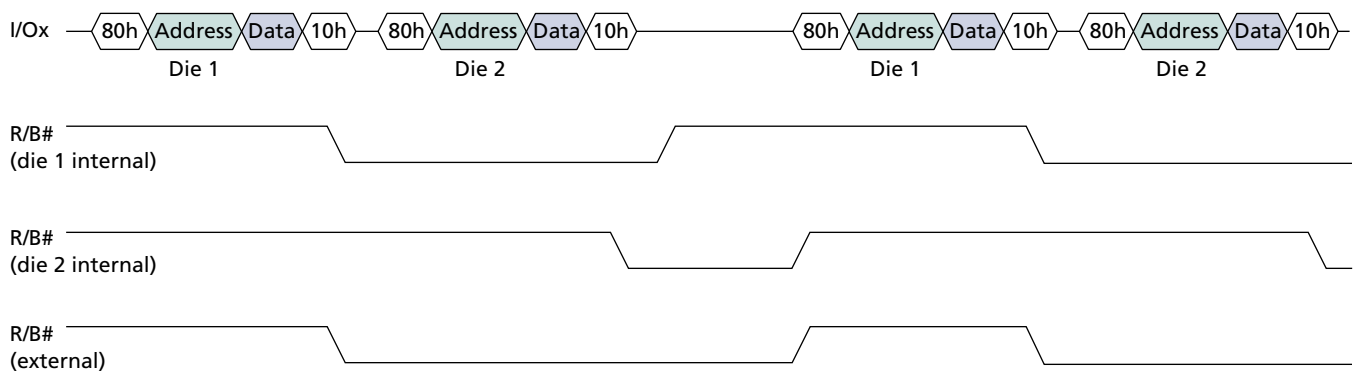 I/Ox 80h Address Data 10h 80h Address Data 10h 80h Address Data 10h 80h Address Data 10h
Die 1 Die 2 Die 1 Die 2
R/B#
(die 1 internal)
R/B#
(die 2 internal)
R/B#
(external)